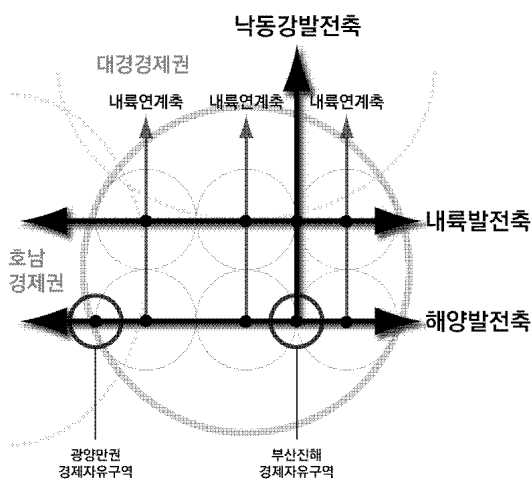 낙동강발전축
대경경제권
내륙연계축 내륙연계축 내륙연계축
내륙발전축
호남
경제권
해양발전축
광양만권
경제자유구역
부산진해
경제자유구역